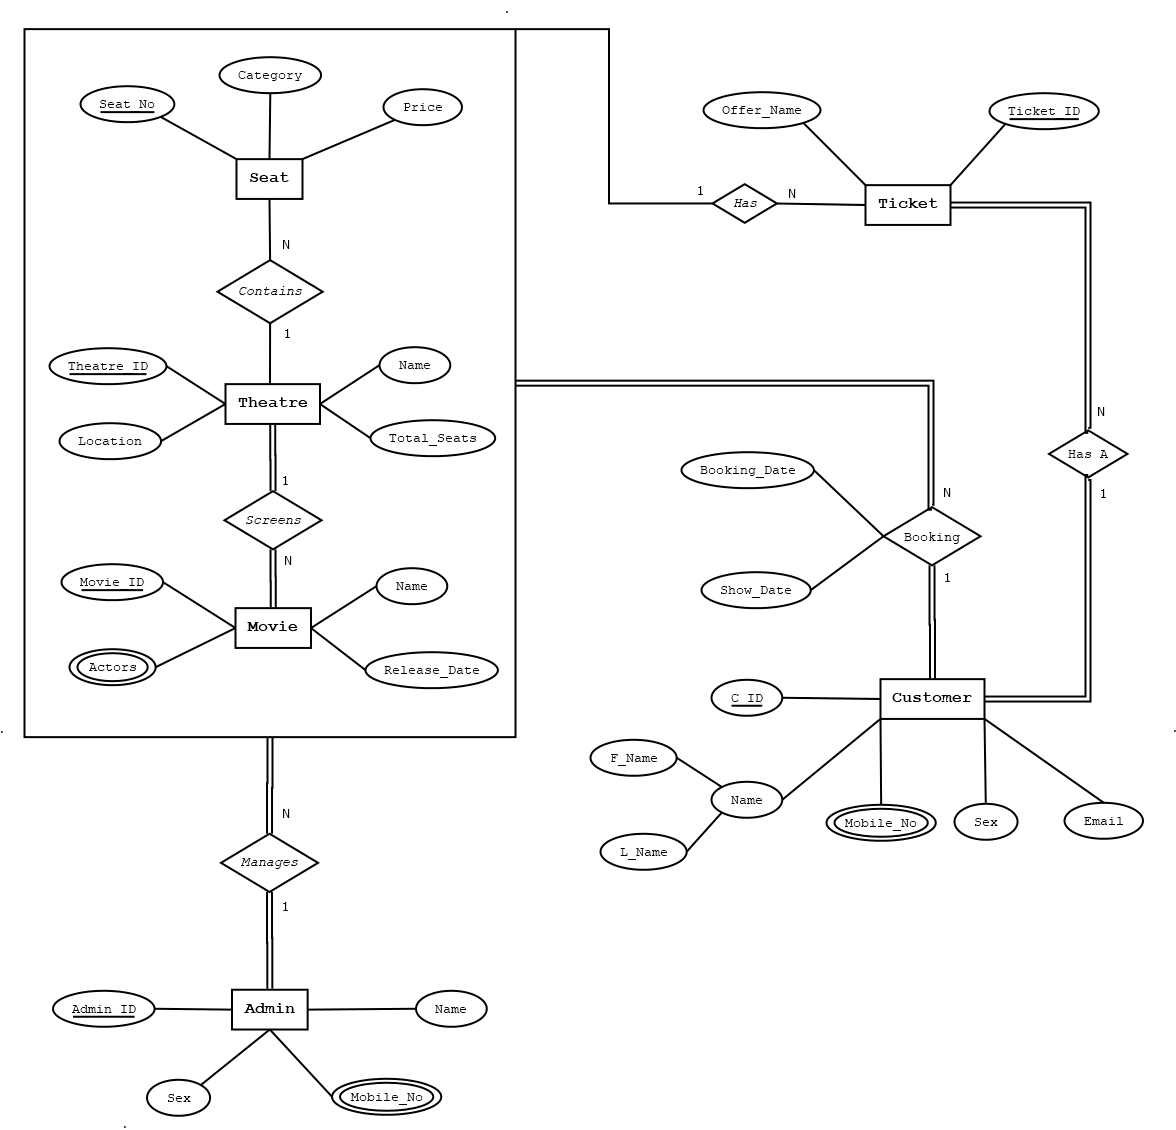 Category
Seat_No
Price
Seat
N
Contains
1
Theatre_ID
Name
Theatre
Location
Total_Seats
1
Screens
N
Movie_ID
Name
Movie
Actors
Release_Date
N
Manages
1
Admin_ID
Admin
Name
Sex
Mobile_No
Offer_Name
Ticket_ID
1
Has
N
Ticket
N
Has A
1
Booking_Date
N
Booking
Show_Date
1
C_ID
Customer
F_Name
Name
L_Name
Mobile_No
Sex
Email